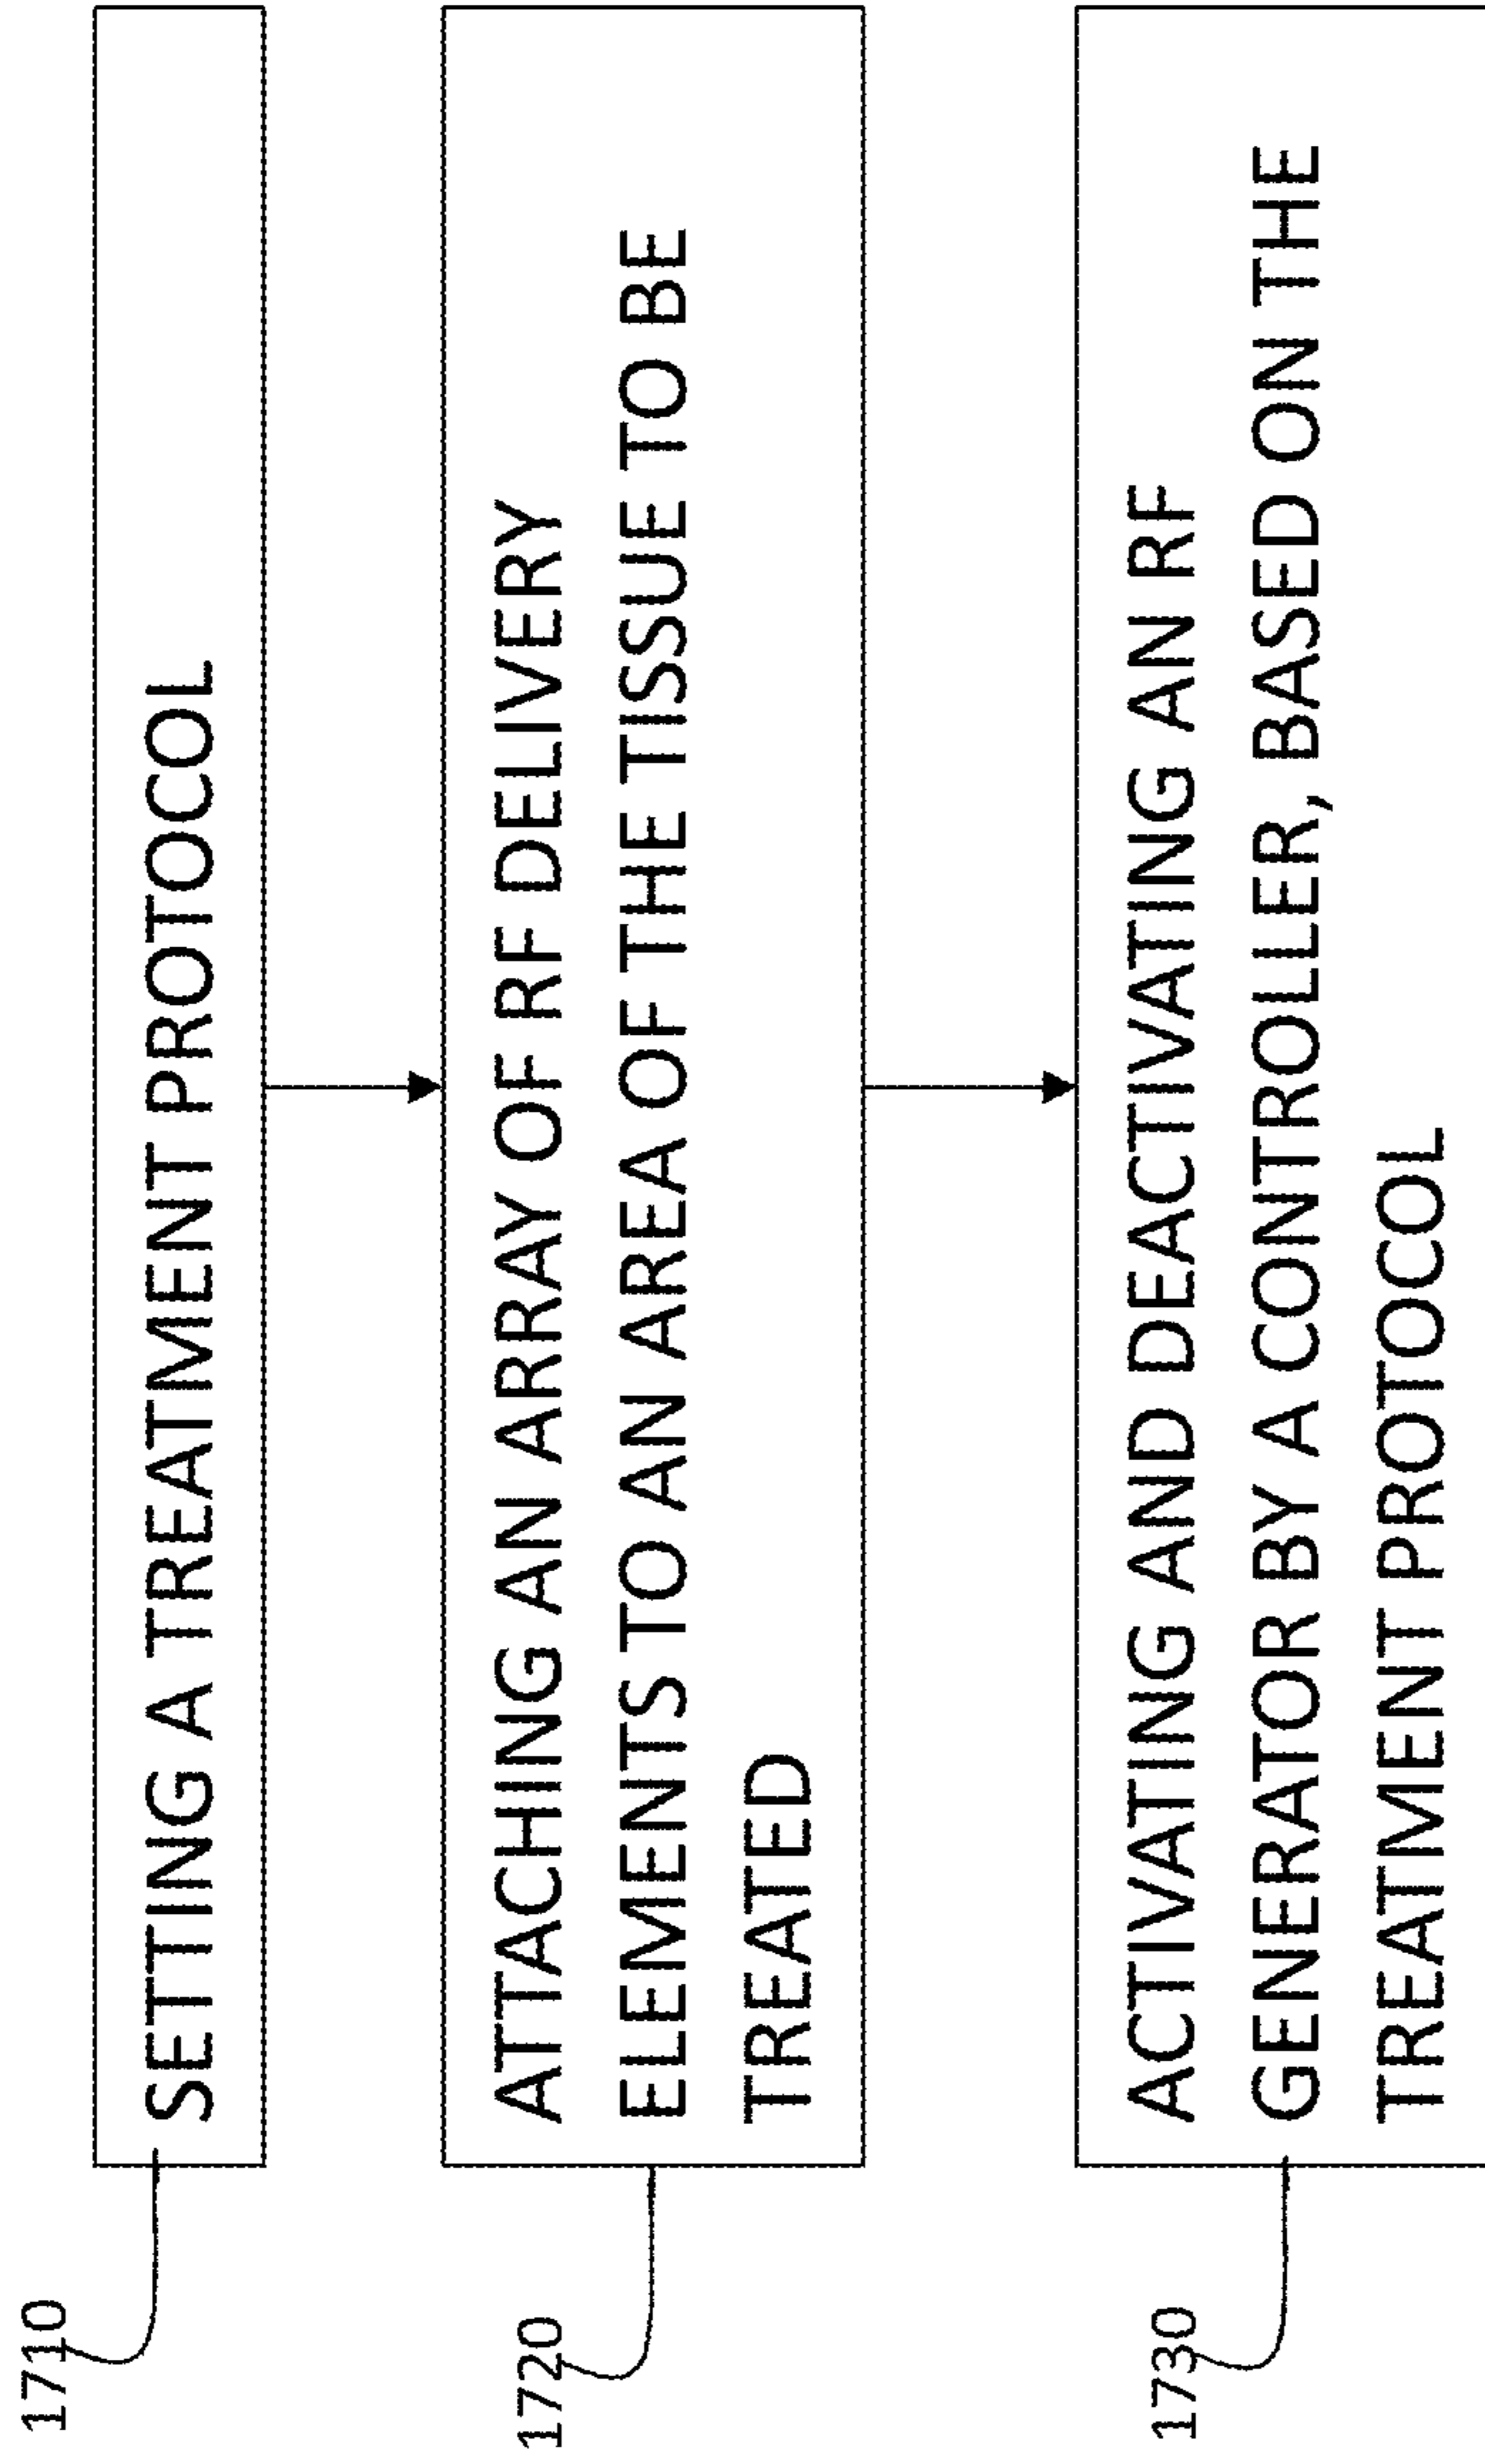 1710
SETTING A TREATMENT PROTOCOL
1720
ATTACHING AN ARRAY OF RF DELIVERY
ELEMENTS TO AN AREA OF THE TISSUE TO BE
TREATED
1730
ACTIVATING AND DEACTIVATING AN RF
GENERATOR BY A CONTROLLER, BASED ON THE
TREATMENT PROTOCOL